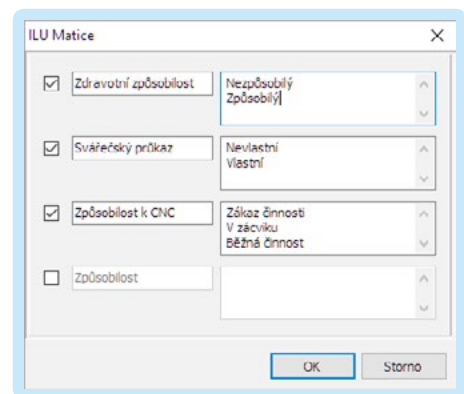 ILU Matice
Zdravotní způsobilost
Nezpůsobilý
Způsobilý
Svářečský průkaz
Nevlastní
Vlastní
Způsobilost k CNC
Zákaz činnosti
V zácviku
Běžná činnost
Způsobilost
OK
Storno